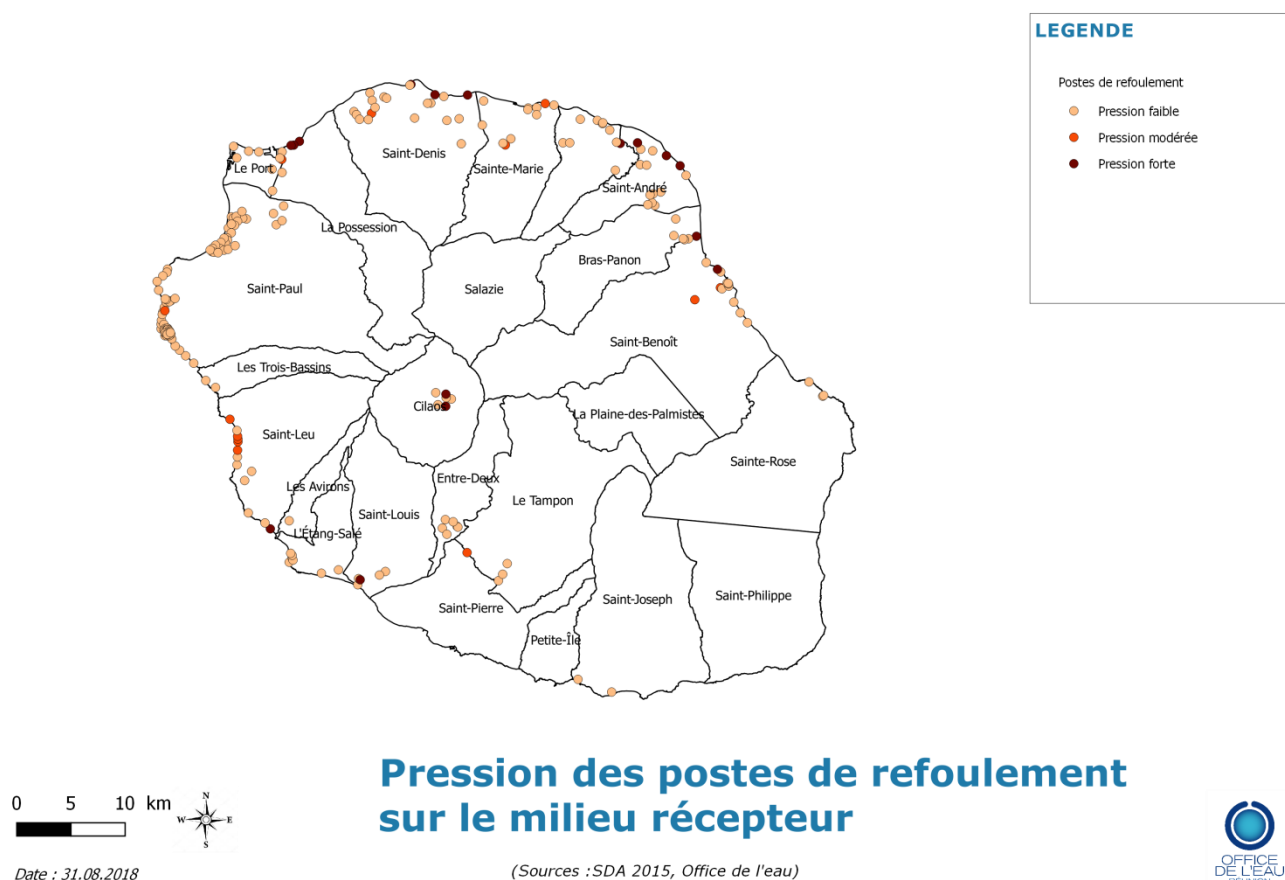 LEGENDE
Postes de refoulement
Pression faible
Pression modérée
Pression forte
Saint-Denis
Sainte-Marie
Le Port
Saint-André
La Possession
Bras-Panon
Saint-Paul
Salazie
Saint-Benoît
Les Trois-Bassins
Cilaos
La Plaine-des-Palmistes
Saint-Leu
Sainte-Rose
Entre-Deux
Les Avirons
Le Tampon
Saint-Louis
L'Étang-Salé
Saint-Joseph
Saint-Philippe
Saint-Pierre
Petite-Île
Pression des postes de refoulement
sur le milieu récepteur
0 5 10 km
N
W E
S
Date : 31.08.2018
(Sources :SDA 2015, Office de l'eau)
OFFICE
DE L'EAU
RÉUNION